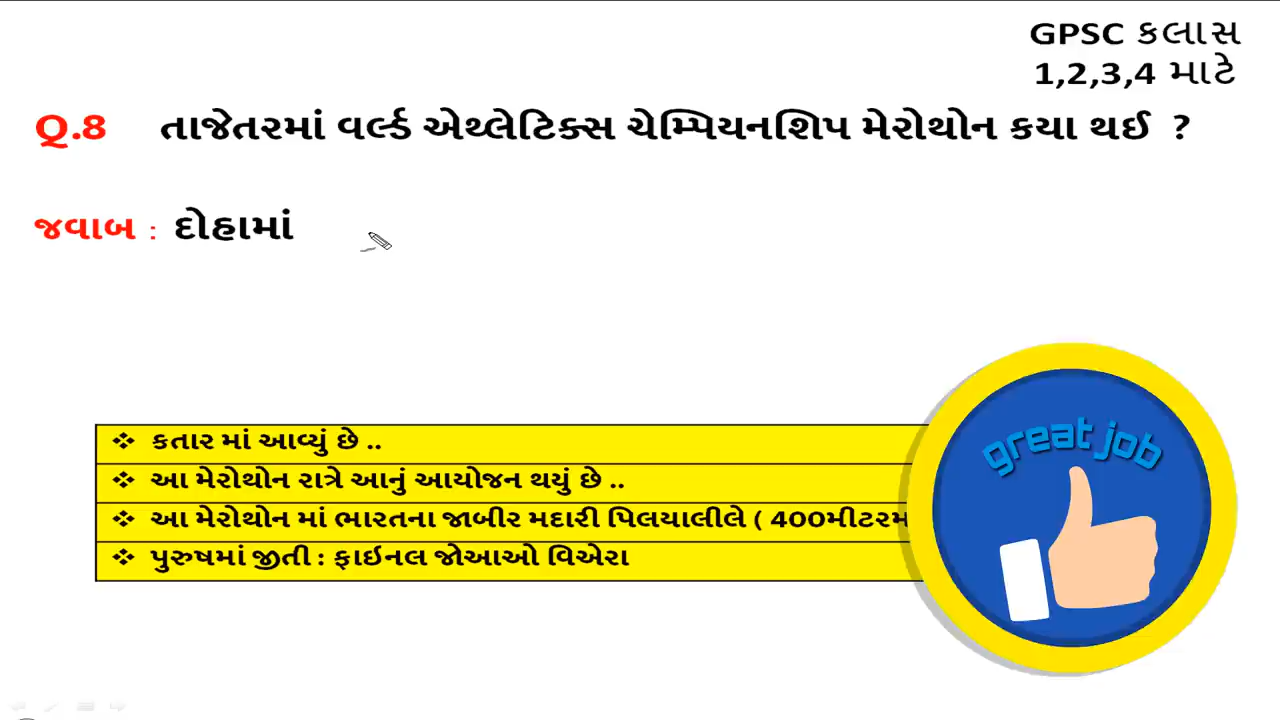 GPSC કલાસ
1,2,3,4 માટે
Q.8 તાજેતરમાં વર્લ્ડ એથ્લેટિક્સ ચેમ્પિયનશિપ મેરોથોન કયા થઈ ?
જવાબ : દોહામાં
❖ કતાર માં આવ્યું છે ..
❖ આ મેરોથોન રાત્રે આનું આયોજન થયું છે ..
❖ આ મેરોથોન માં ભારતના જાબીર મદારી પિલયાલીલે ( 400મીટરમ
❖ પુરુષમાં જીતી : ફાઇનલ જોઆઓ વિએરા
great job